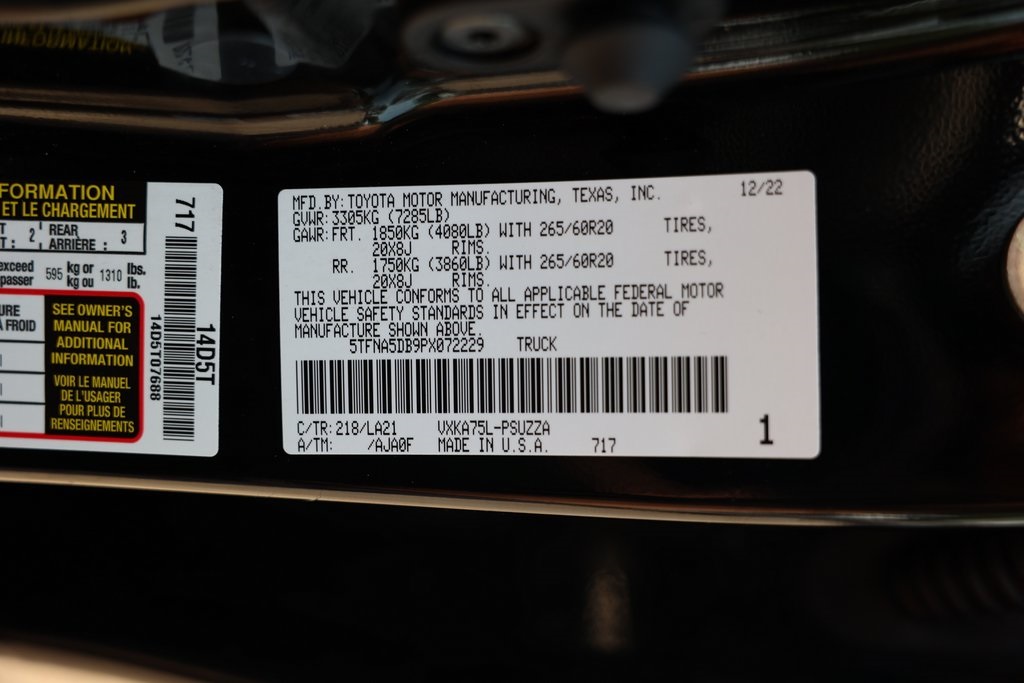 FORMATION
ET LE CHARGEMENT
T : 2 REAR ARRIÈRE : 3
exceed passer 595 kg or kg ou 1310 lbs. lb.
URE
A FROID
SEE OWNER'S
MANUAL FOR
ADDITIONAL
INFORMATION
VOIR LE MANUEL
DE L'USAGER
POUR PLUS DE
RENSEIGNEMENTS
717
14D5T07688
14D5T
MFD.BY:TOYOTA MOTOR MANUFACTURING, TEXAS, INC. 12/22
GVWR:3305KG (7285LB)
GAWR:FRT. 1850KG (4080LB) WITH 265/60R20 TIRES,
20X8J RIMS.
RR. 1750KG (3860LB) WITH 265/60R20 TIRES,
20X8J RIMS.
THIS VEHICLE CONFORMS TO ALL APPLICABLE FEDERAL MOTOR
VEHICLE SAFETY STANDARDS IN EFFECT ON THE DATE OF
MANUFACTURE SHOWN ABOVE.
5TFNA5DB9PX072229 TRUCK
C/TR:218/LA21 VXKA75L-PSUZZA
A/TM: /AJA0F MADE IN U.S.A. 717 1